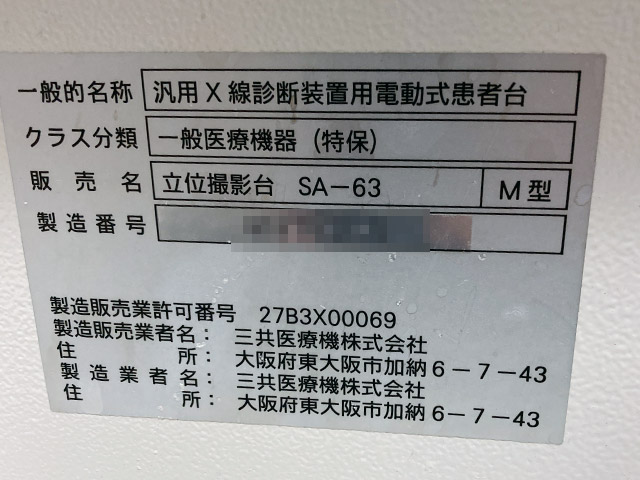 一般的名称 汎用X線診断装置用電動式患者台
クラス分類 一般医療機器 (特保)
販売名 立位撮影台 SA-63 M型
製造番号
製造販売業許可番号 27B3X00069
製造販売業者名: 三共医療機株式会社
住所: 大阪府東大阪市加納6-7-43
製造業者名: 三共医療機株式会社
住所: 大阪府東大阪市加納6-7-43